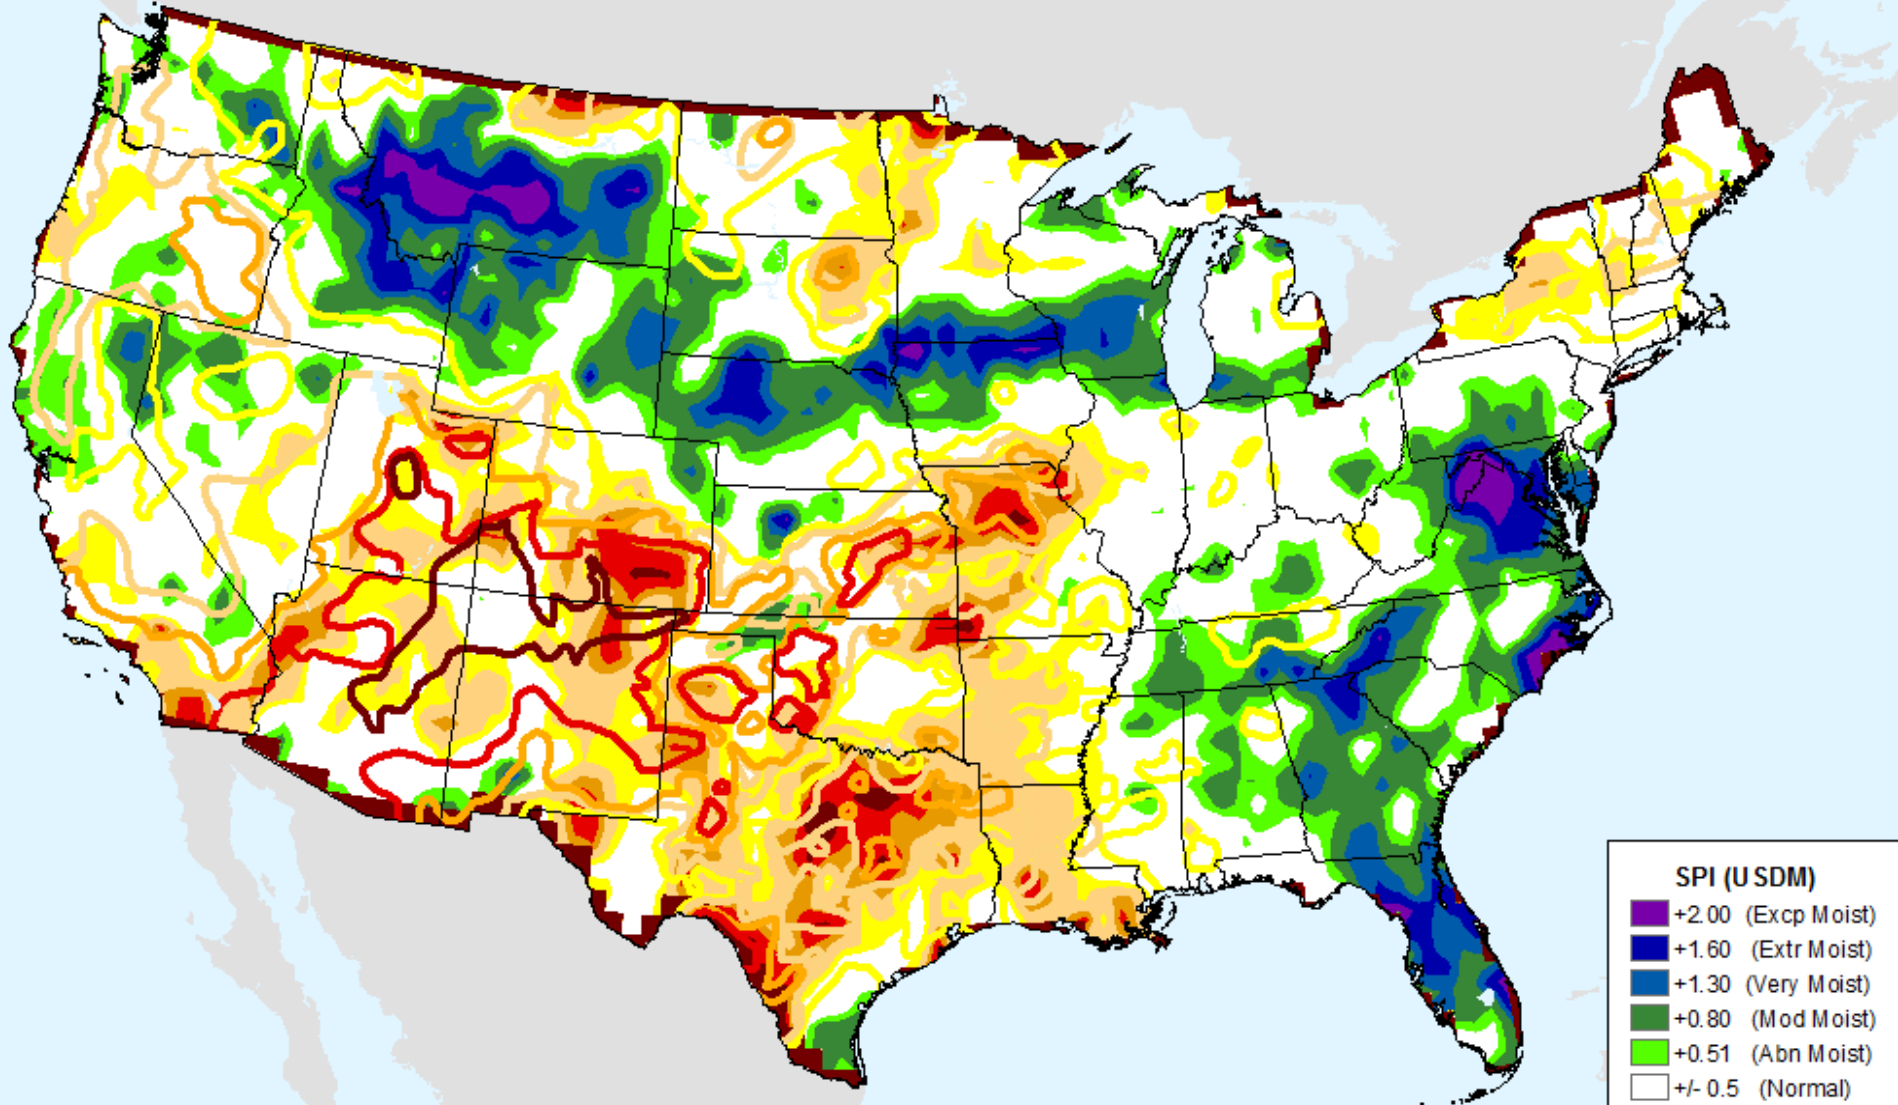 SPI (USDM)
+2.00 (Excp Moist)
+1.60 (Extr Moist)
+1.30 (Very Moist)
+0.80 (Mod Moist)
+0.51 (Abn Moist)
+/- 0.5 (Normal)